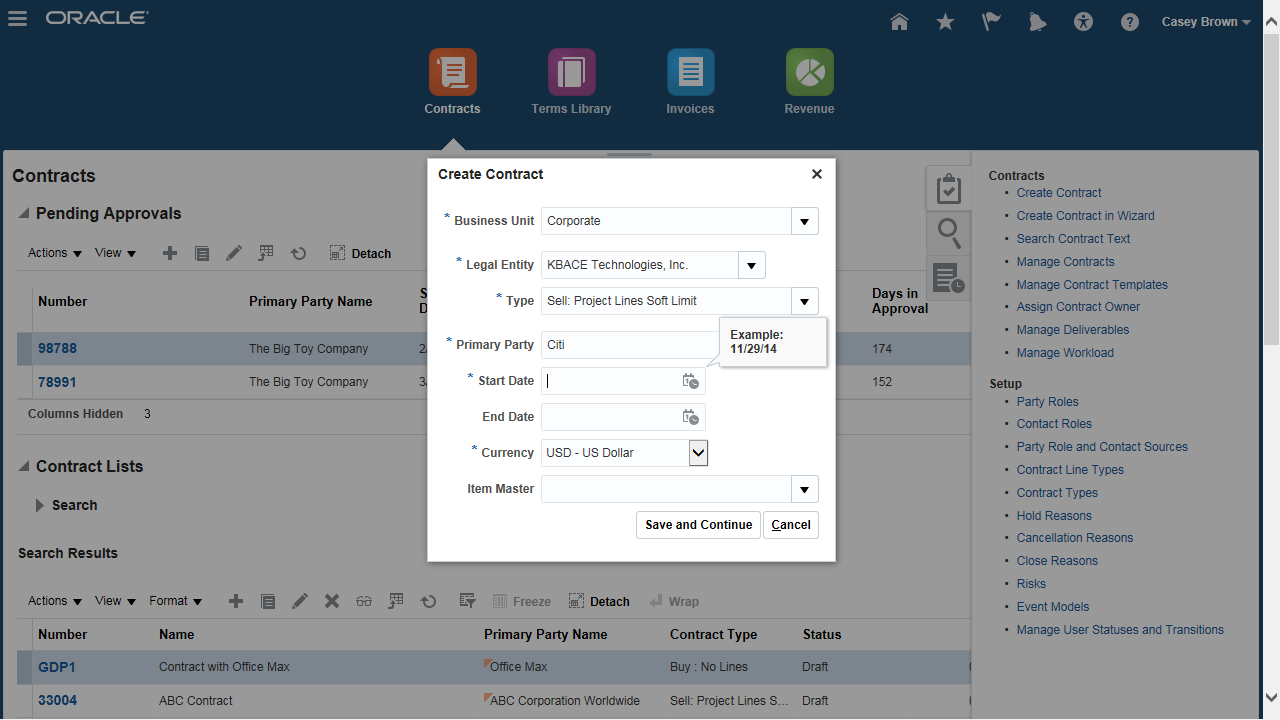 ORACLE
Casey Brown
Contracts
Terms Library
Invoices
Revenue
Contracts
Pending Approvals
Actions View Detach
Number Primary Party Name S Days in
D Approval
98788 The Big Toy Company 2/ 174
78991 The Big Toy Company 3/ 152
Columns Hidden 3
Contract Lists
Search
Search Results
Actions View Format Freeze Detach Wrap
Number Name Primary Party Name Contract Type Status
GDP1 Contract with Office Max Office Max Buy : No Lines Draft
33004 ABC Contract ABC Corporation Worldwide Sell: Project Lines S... Draft
Create Contract
* Business Unit Corporate
* Legal Entity KBACE Technologies, Inc.
* Type Sell: Project Lines Soft Limit
* Primary Party Citi
Example:
11/29/14
* Start Date
End Date
* Currency USD - US Dollar
Item Master
Save and Continue Cancel
Contracts
• Create Contract
• Create Contract in Wizard
• Search Contract Text
• Manage Contracts
• Manage Contract Templates
• Assign Contract Owner
• Manage Deliverables
• Manage Workload
Setup
• Party Roles
• Contact Roles
• Party Role and Contact Sources
• Contract Line Types
• Contract Types
• Hold Reasons
• Cancellation Reasons
• Close Reasons
• Risks
• Event Models
• Manage User Statuses and Transitions